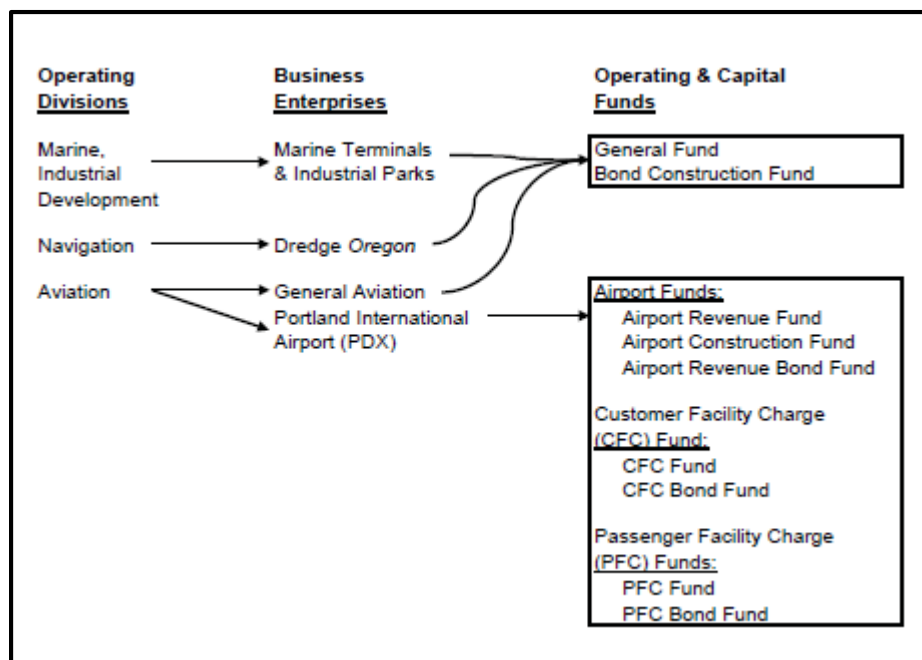 Operating
Divisions
Business
Enterprises
Operating & Capital
Funds
Marine,
Industrial
Development
Marine Terminals
& Industrial Parks
General Fund
Bond Construction Fund
Navigation
Dredge Oregon
Aviation
General Aviation
Portland International
Airport (PDX)
Airport Funds:
Airport Revenue Fund
Airport Construction Fund
Airport Revenue Bond Fund
Customer Facility Charge
(CFC) Fund:
CFC Fund
CFC Bond Fund
Passenger Facility Charge
(PFC) Funds:
PFC Fund
PFC Bond Fund